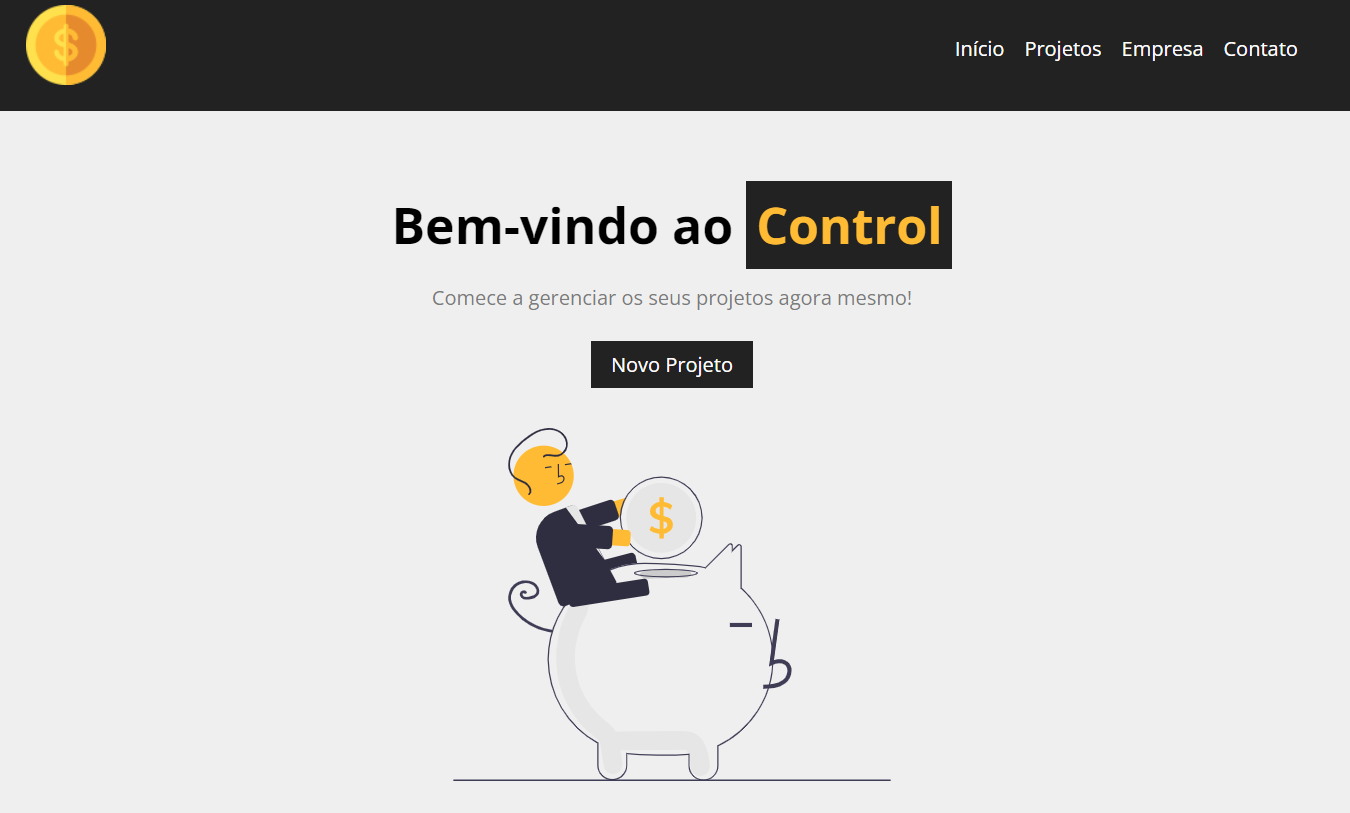 $
Início Projetos Empresa Contato
Bem-vindo ao Control
Comece a gerenciar os seus projetos agora mesmo!
Novo Projeto
$